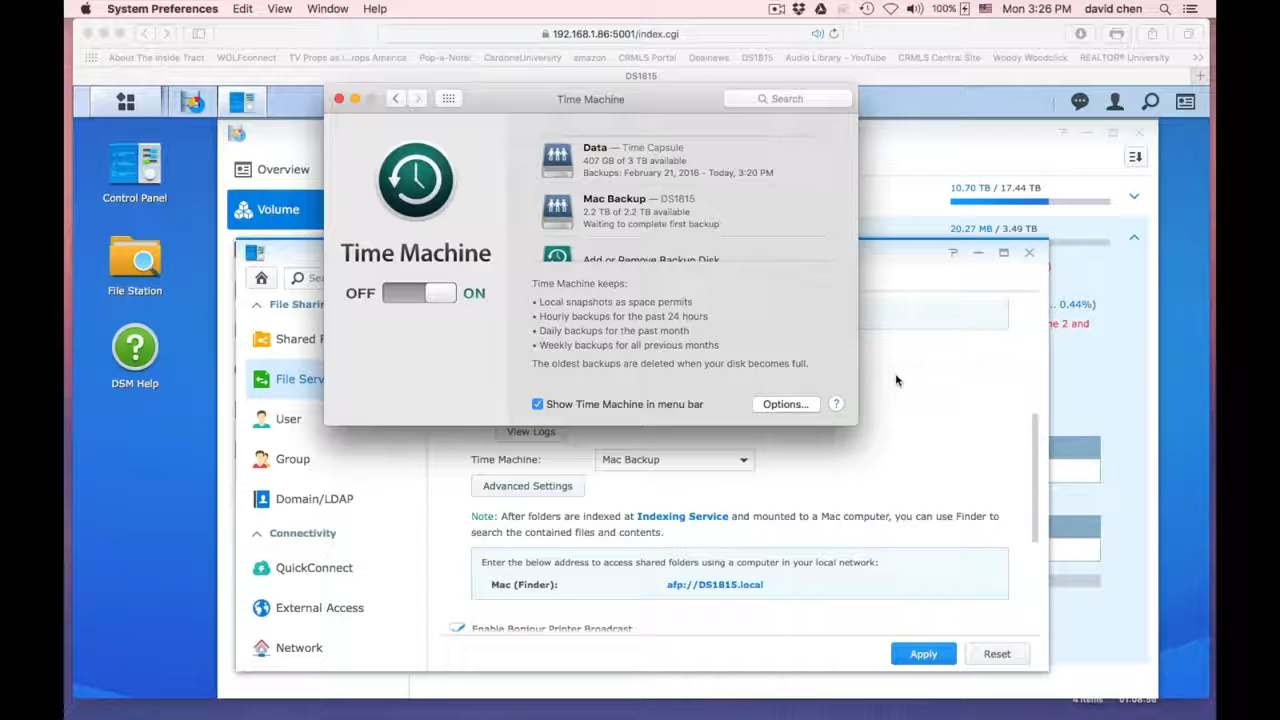 System Preferences Edit View Window Help 100% Mon 3:26 PM david chen
192.168.1.86:5001/index.cgi
About The Inside Tract WOLFconnect TV Props as I...rops America Pop-a-Note: CardoneUniversity amazon CRMLS Portal Dealnews DS1815 Audio Library – YouTube CRMLS Central Site Woody Woodlock REALTOR® University
DS1815
Time Machine
Search
Control Panel
File Station
DSM Help
Overview
Volume
10.70 TB / 17.44 TB
20.27 MB / 3.49 TB
Data — Time Capsule
407 GB of 3 TB available
Backups: February 21, 2016 – Today, 3:20 PM
Mac Backup — DS1815
2.2 TB of 2.2 TB available
Waiting to complete first backup
Add or Remove Backup Disk
Time Machine
OFF ON
Time Machine keeps:
• Local snapshots as space permits
• Hourly backups for the past 24 hours
• Daily backups for the past month
• Weekly backups for all previous months
The oldest backups are deleted when your disk becomes full.
Show Time Machine in menu bar
Options...
?
.. 0.44%)
ne 2 and
Sea
File Sharin
Shared F
File Serv
User
Group
Domain/LDAP
Connectivity
QuickConnect
External Access
Network
View Logs
Time Machine: Mac Backup
Advanced Settings
Note: After folders are indexed at Indexing Service and mounted to a Mac computer, you can use Finder to
search the contained files and contents.
Enter the below address to access shared folders using a computer in your local network:
Mac (Finder): afp://DS1815.local
Enable Bonjour Printer Broadcast
Apply Reset
4 items